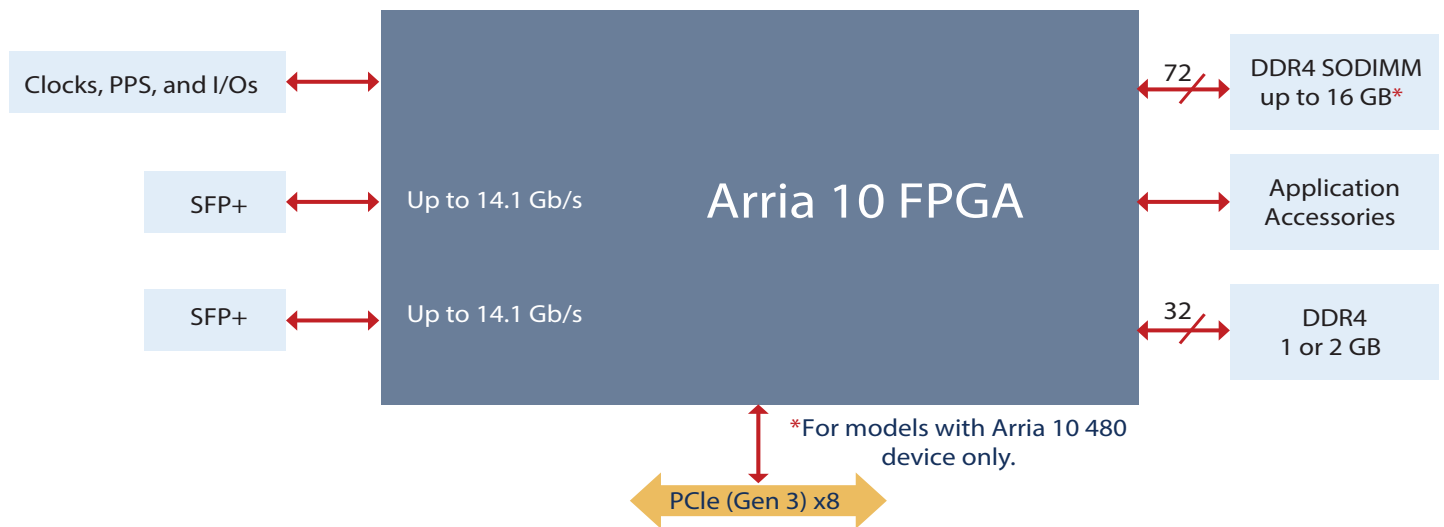 Clocks, PPS, and I/Os
SFP+
SFP+
Up to 14.1 Gb/s
Up to 14.1 Gb/s
Arria 10 FPGA
72
DDR4 SODIMM
up to 16 GB*
Application
Accessories
32
DDR4
1 or 2 GB
*For models with Arria 10 480
device only.
PCIe (Gen 3) x8